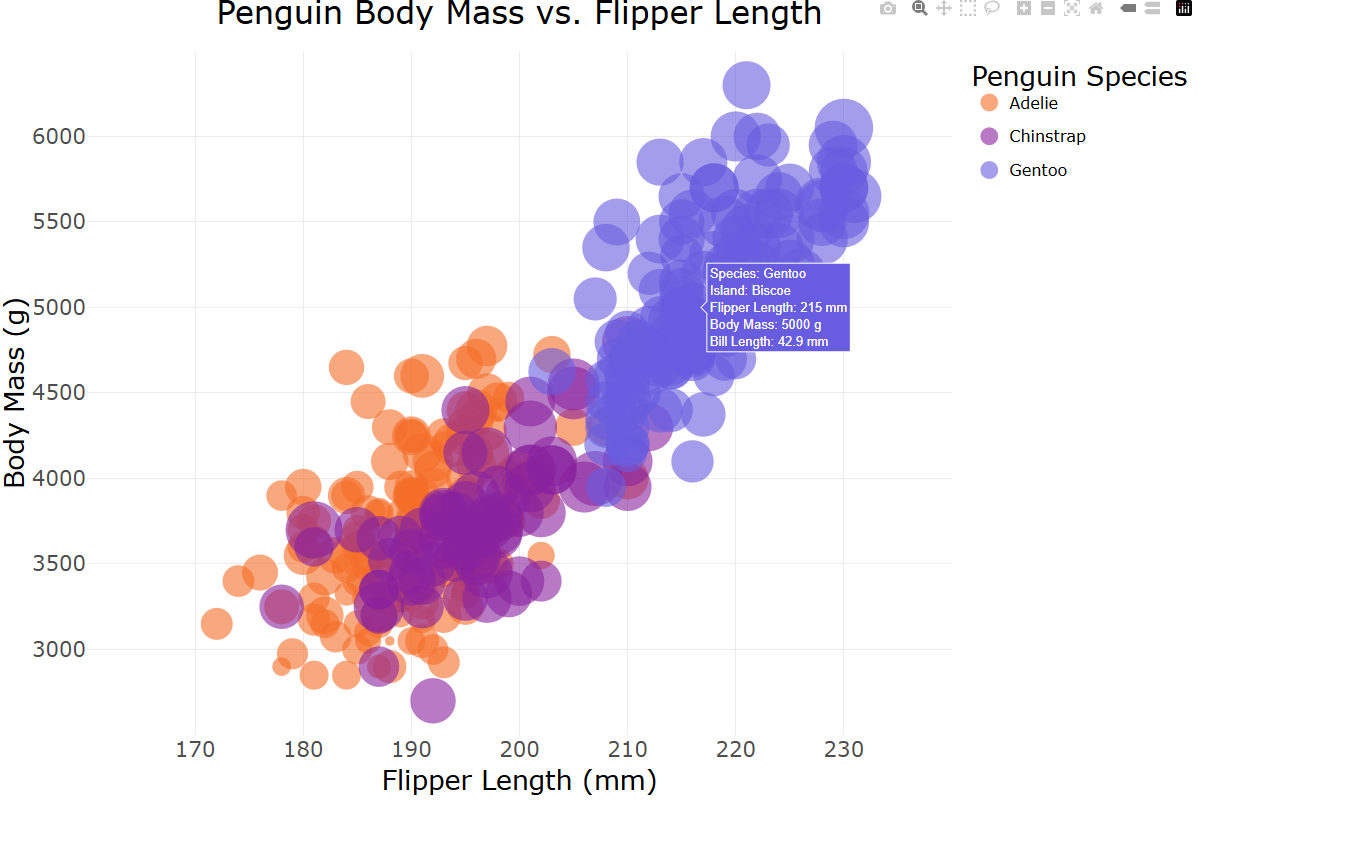 Penguin Body Mass vs. Flipper Length
Penguin Species
Adelie
Chinstrap
Gentoo
Body Mass (g)
6000
5500
5000
4500
4000
3500
3000
Species: Gentoo
Island: Biscoe
Flipper Length: 215 mm
Body Mass: 5000 g
Bill Length: 42.9 mm
170 180 190 200 210 220 230
Flipper Length (mm)